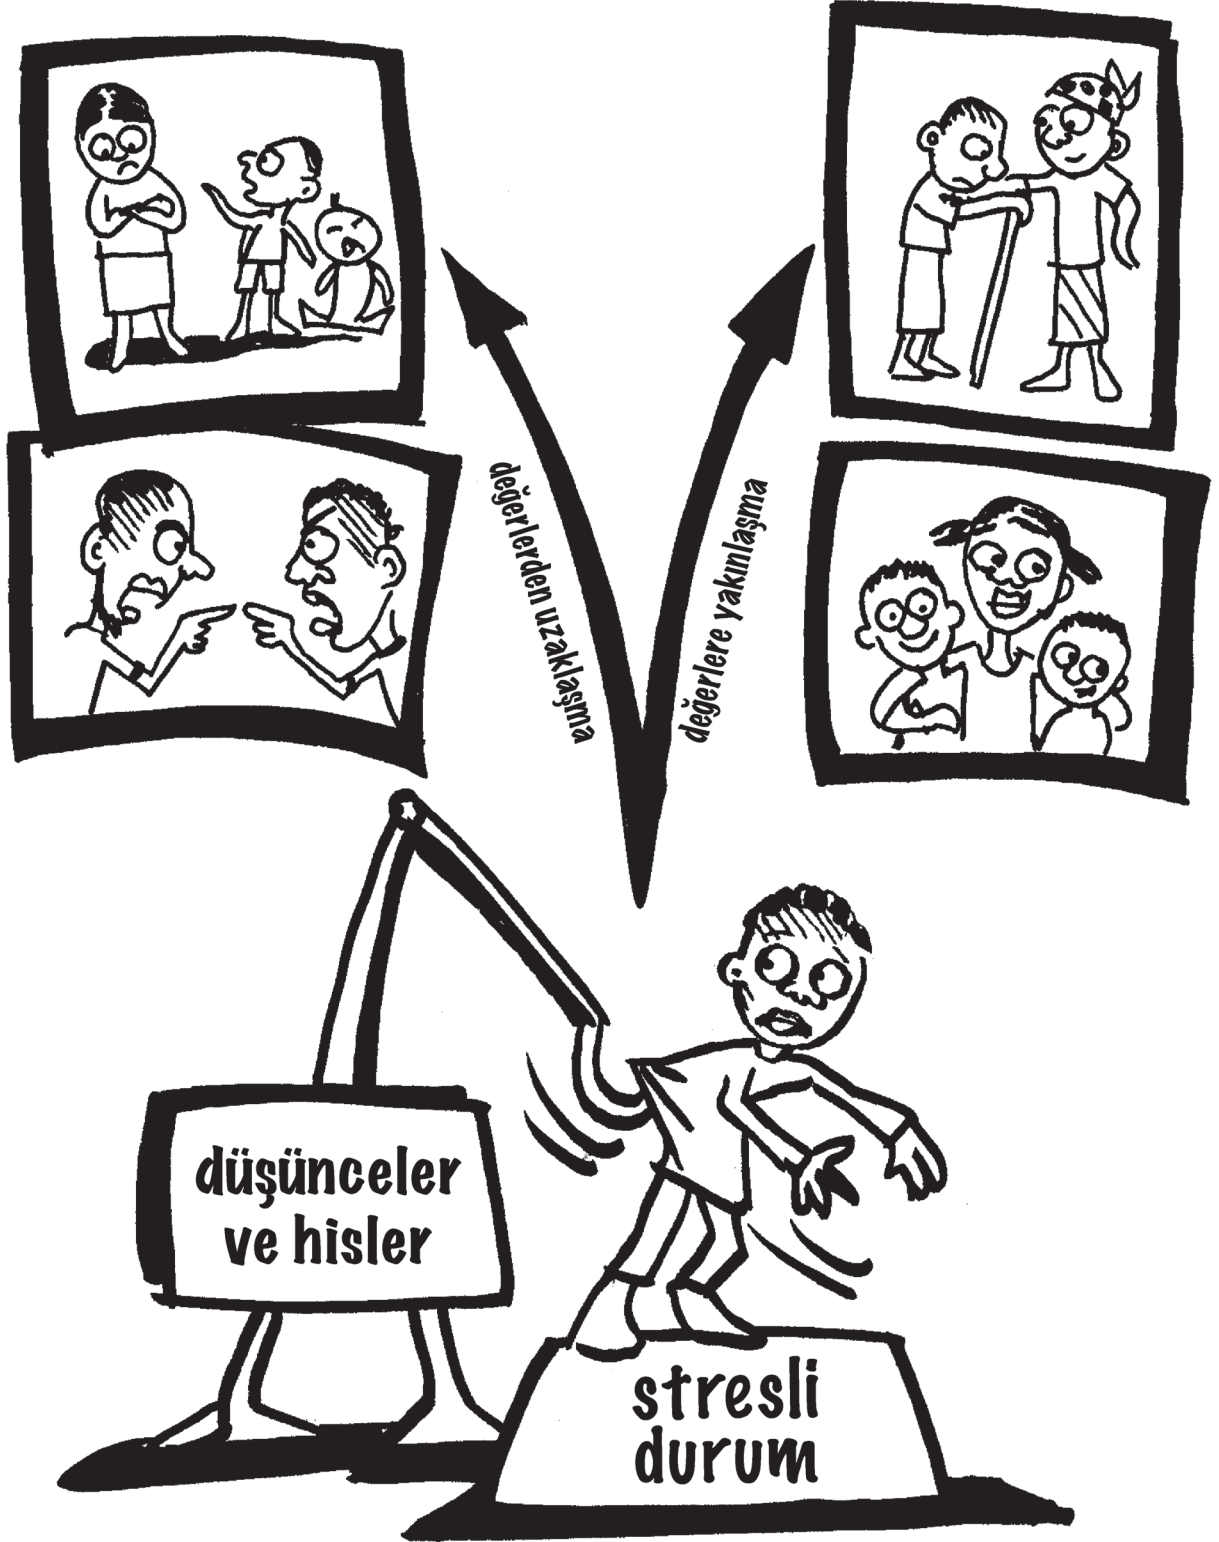 değerlerden uzaklaşma
değerlere yakınlaşma
düşünceler
ve hisler
stresli
durum